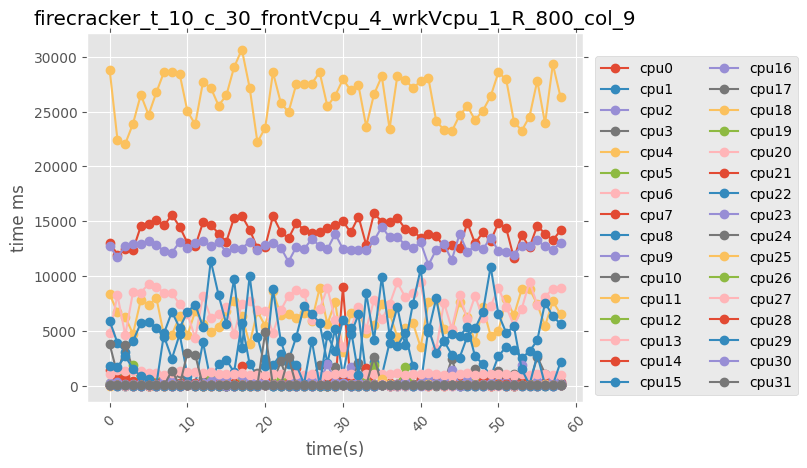 firecracker_t_10_c_30_frontVcpu_4_wrkVcpu_1_R_800_col_9
30000
25000
20000
15000
10000
5000
0
time ms
0
10
20
30
40
50
60
time(s)
cpu0
cpu1
cpu2
cpu3
cpu4
cpu5
cpu6
cpu7
cpu8
cpu9
cpu10
cpu11
cpu12
cpu13
cpu14
cpu15
cpu16
cpu17
cpu18
cpu19
cpu20
cpu21
cpu22
cpu23
cpu24
cpu25
cpu26
cpu27
cpu28
cpu29
cpu30
cpu31